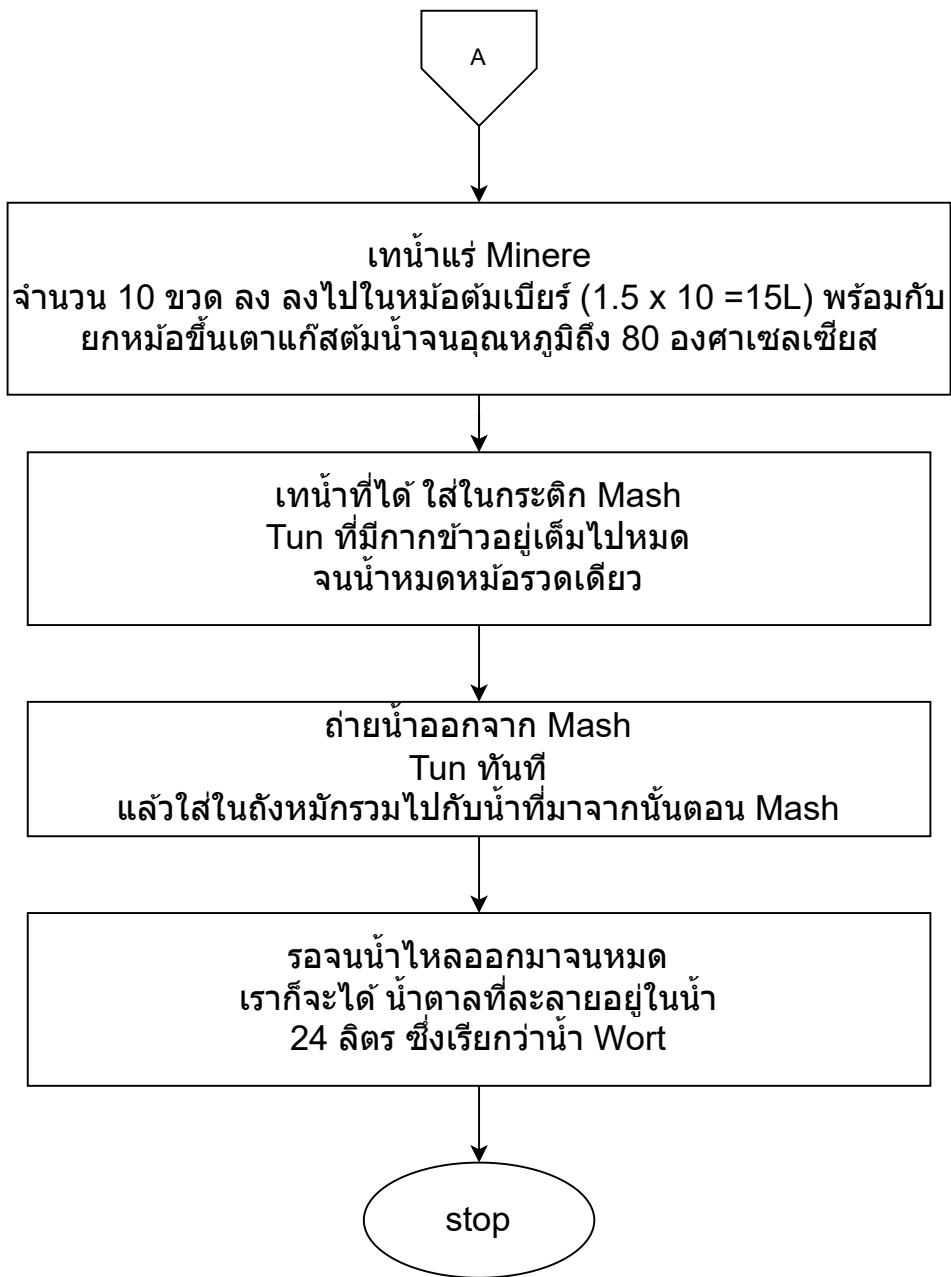 A
เทน้ำแร่ Minere
จำนวน 10 ขวด ลง ลงไปในหม้อต้มเบียร์ (1.5 x 10 =15L) พร้อมกับ
ยกหม้อขึ้นเตาแก๊สต้มน้ำจนอุณหภูมิถึง 80 องศาเซลเซียส
เทน้ำที่ได้ ใส่ในกระติก Mash
Tun ที่มีกากข้าวอยู่เต็มไปหมด
จนน้ำหมดหม้อรวดเดียว
ถ่ายน้ำออกจาก Mash
Tun ทันที
แล้วใส่ในถังหมักรวมไปกับน้ำที่มาจากนั้นตอน Mash
รอจนน้ำไหลออกมาจนหมด
เราก็จะได้ น้ำตาลที่ละลายอยู่ในน้ำ
24 ลิตร ซึ่งเรียกว่าน้ำ Wort
stop